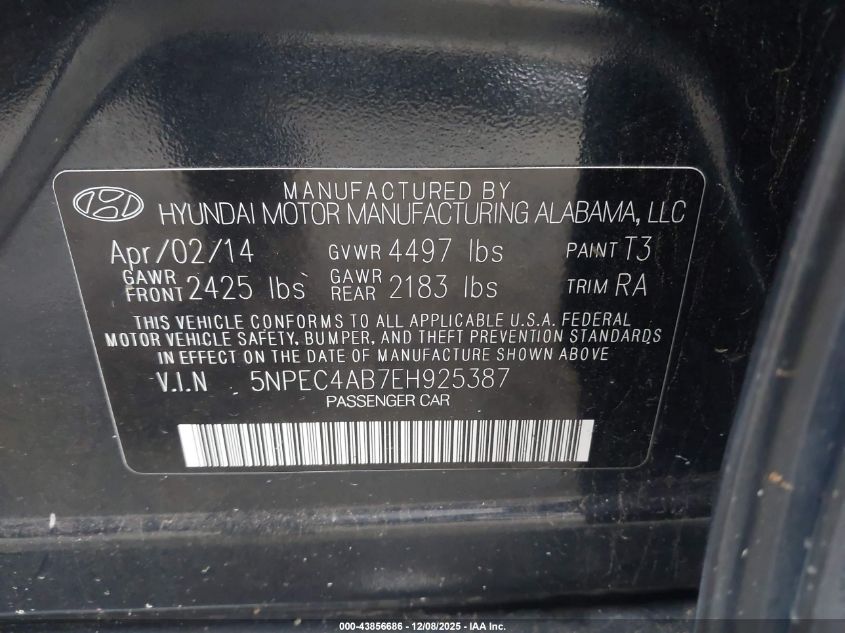 MANUFACTURED BY
HYUNDAI MOTOR MANUFACTURING ALABAMA, LLC
Apr/02/14 GVWR 4497 lbs PAINT T3
GAWR FRONT 2425 lbs GAWR REAR 2183 lbs TRIM RA
THIS VEHICLE CONFORMS TO ALL APPLICABLE U.S.A. FEDERAL
MOTOR VEHICLE SAFETY, BUMPER, AND THEFT PREVENTION STANDARDS
IN EFFECT ON THE DATE OF MANUFACTURE SHOWN ABOVE
V.I.N 5NPEC4AB7EH925387
PASSENGER CAR
000-43856686 - 12/08/2025 - IAA Inc.